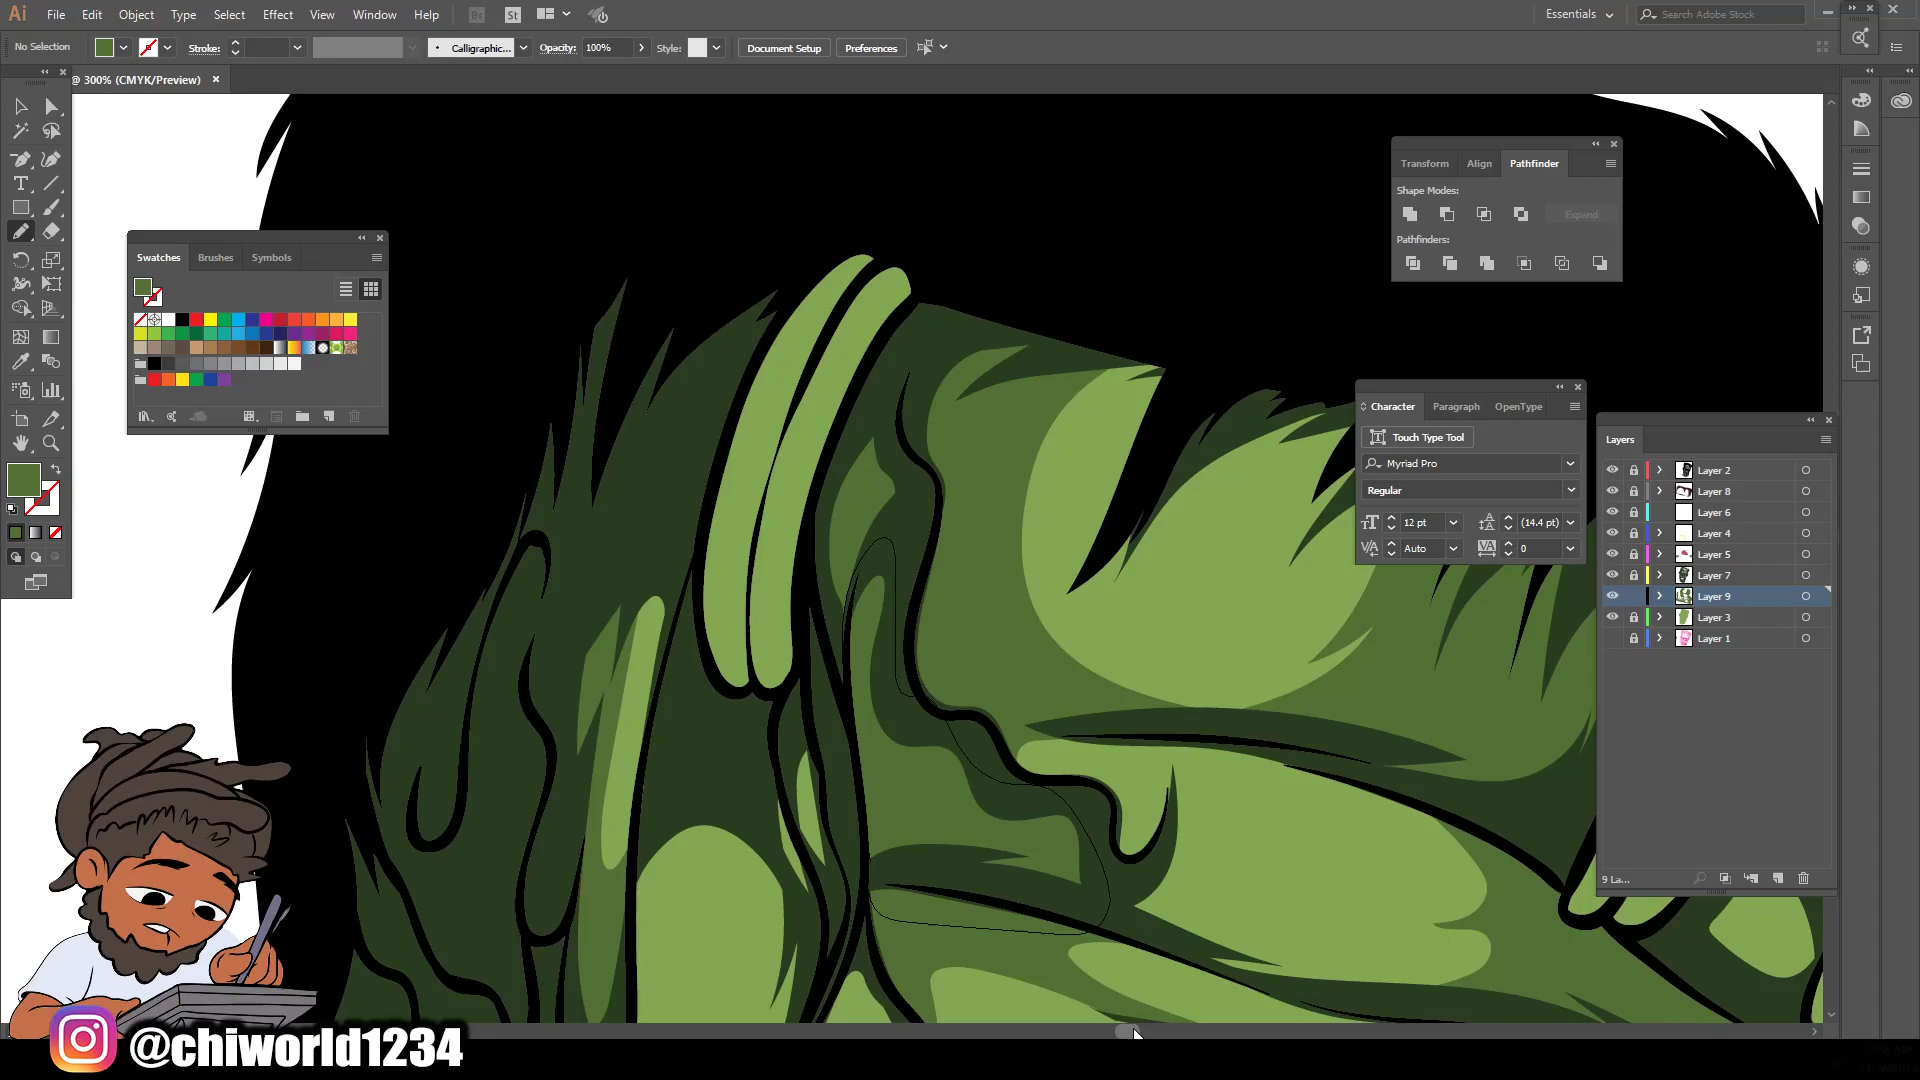 Ai File Edit Object Type Select Effect View Window Help Br St Essentials Search Adobe Stock
No Selection Stroke: Calligraphic... Opacity: 100% Style: Document Setup Preferences
@ 300% (CMYK/Preview)
Transform Align Pathfinder
Shape Modes:
Expand
Pathfinders:
Swatches Brushes Symbols
Character Paragraph OpenType
Touch Type Tool
Myriad Pro
Regular
12 pt (14.4 pt)
Auto 0
Layers
Layer 2
Layer 8
Layer 6
Layer 4
Layer 5
Layer 7
Layer 9
Layer 3
Layer 1
9 La...
@chiworld1234